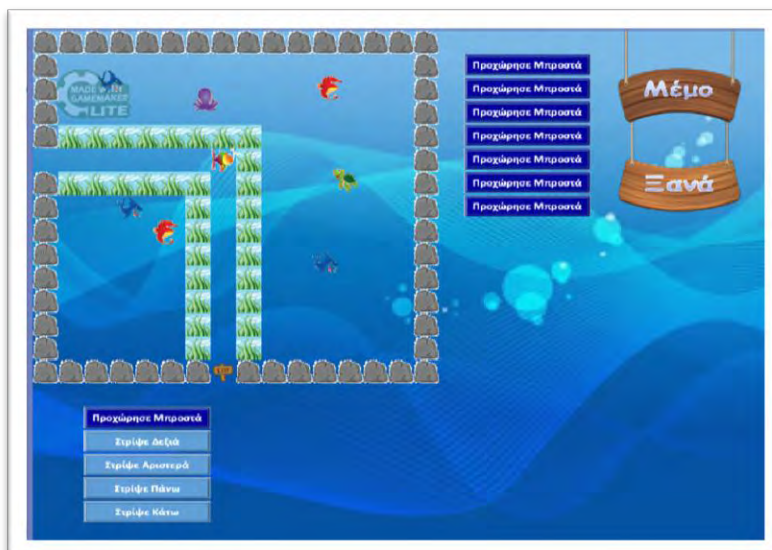 MADE WITH
GAMEMAKER
LITE
Προχώρησε Μπροστά
Προχώρησε Μπροστά
Προχώρησε Μπροστά
Προχώρησε Μπροστά
Προχώρησε Μπροστά
Προχώρησε Μπροστά
Προχώρησε Μπροστά
Μέμο
Ξανά
Προχώρησε Μπροστά
Στρίψε Δεξιά
Στρίψε Αριστερά
Στρίψε Πάνω
Στρίψε Κάτω